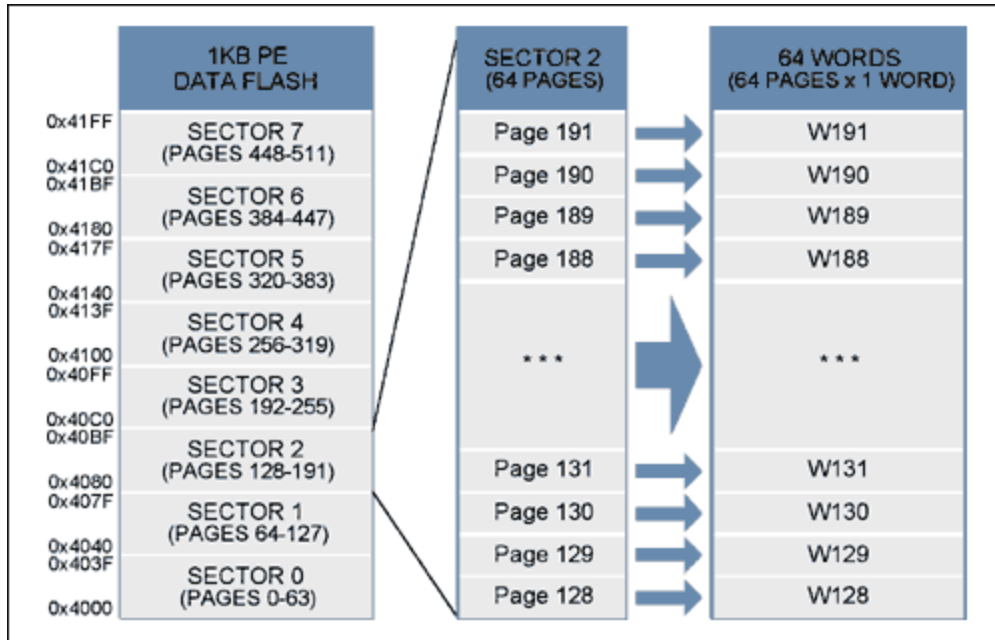 1KB PE
DATA FLASH
0x41FF
SECTOR 7
(PAGES 448-511)
0x41C0
0x41BF
SECTOR 6
(PAGES 384-447)
0x4180
0x417F
SECTOR 5
(PAGES 320-383)
0x4140
0x413F
SECTOR 4
(PAGES 256-319)
0x4100
0x40FF
SECTOR 3
(PAGES 192-255)
0x40C0
0x40BF
SECTOR 2
(PAGES 128-191)
0x4080
0x407F
SECTOR 1
(PAGES 64-127)
0x4040
0x403F
SECTOR 0
(PAGES 0-63)
0x4000
SECTOR 2
(64 PAGES)
Page 191
Page 190
Page 189
Page 188
* * *
Page 131
Page 130
Page 129
Page 128
64 WORDS
(64 PAGES x 1 WORD)
W191
W190
W189
W188
* * *
W131
W130
W129
W128